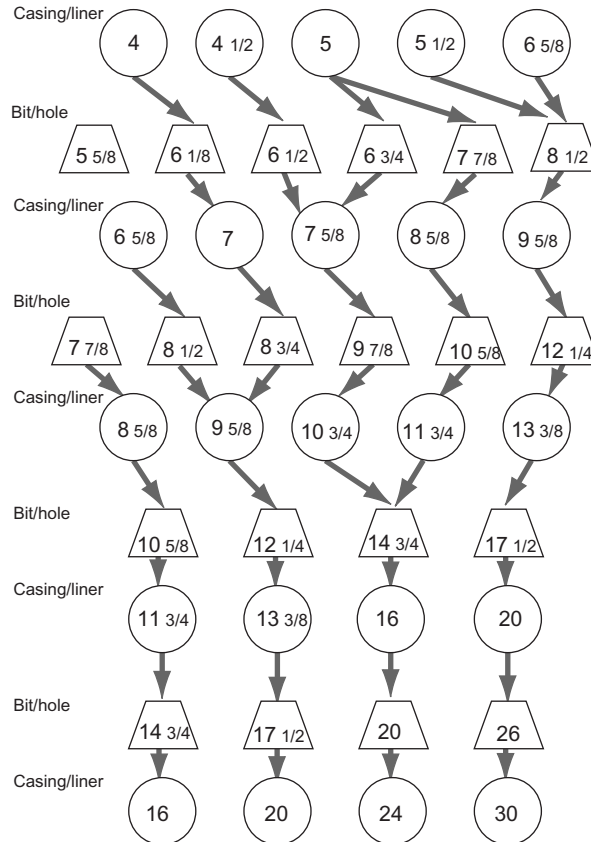 Casing/liner
4 4 1/2 5 5 1/2 6 5/8
Bit/hole
5 5/8 6 1/8 6 1/2 6 3/4 7 7/8 8 1/2
Casing/liner
6 5/8 7 7 5/8 8 5/8 9 5/8
Bit/hole
7 7/8 8 1/2 8 3/4 9 7/8 10 5/8 12 1/4
Casing/liner
8 5/8 9 5/8 10 3/4 11 3/4 13 3/8
Bit/hole
10 5/8 12 1/4 14 3/4 17 1/2
Casing/liner
11 3/4 13 3/8 16 20
Bit/hole
14 3/4 17 1/2 20 26
Casing/liner
16 20 24 30